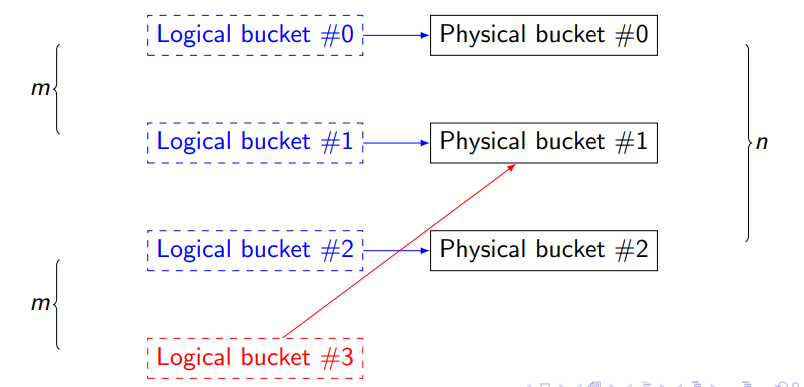 Logical bucket #0 Physical bucket #0
m
Logical bucket #1 Physical bucket #1
n
Logical bucket #2 Physical bucket #2
m
Logical bucket #3